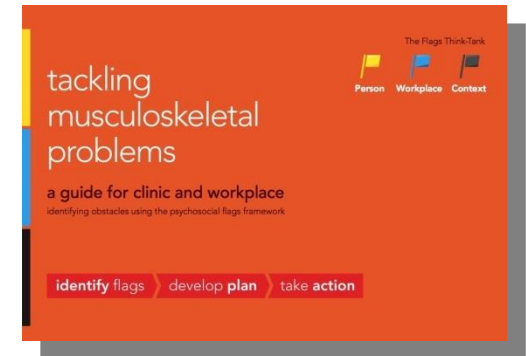 The Flags Think-Tank
Person Workplace Context
tackling
musculoskeletal
problems
a guide for clinic and workplace
identifying obstacles using the psychosocial flags framework
identify flags develop plan take action